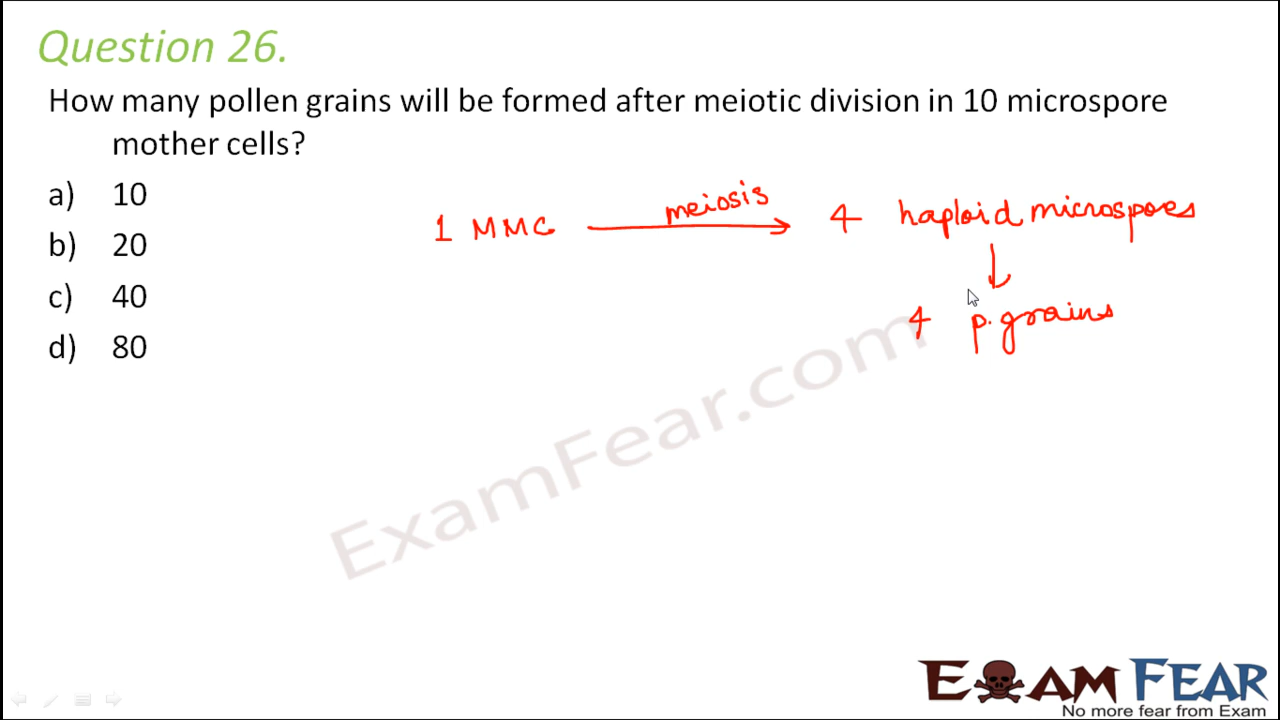 Question 26.
How many pollen grains will be formed after meiotic division in 10 microspore
mother cells?
a) 10
b) 20
c) 40
d) 80
1 MMC meiosis 4 haploid microspores
4 p.grains
ExamFear.com
EXAM FEAR
No more fear from Exam